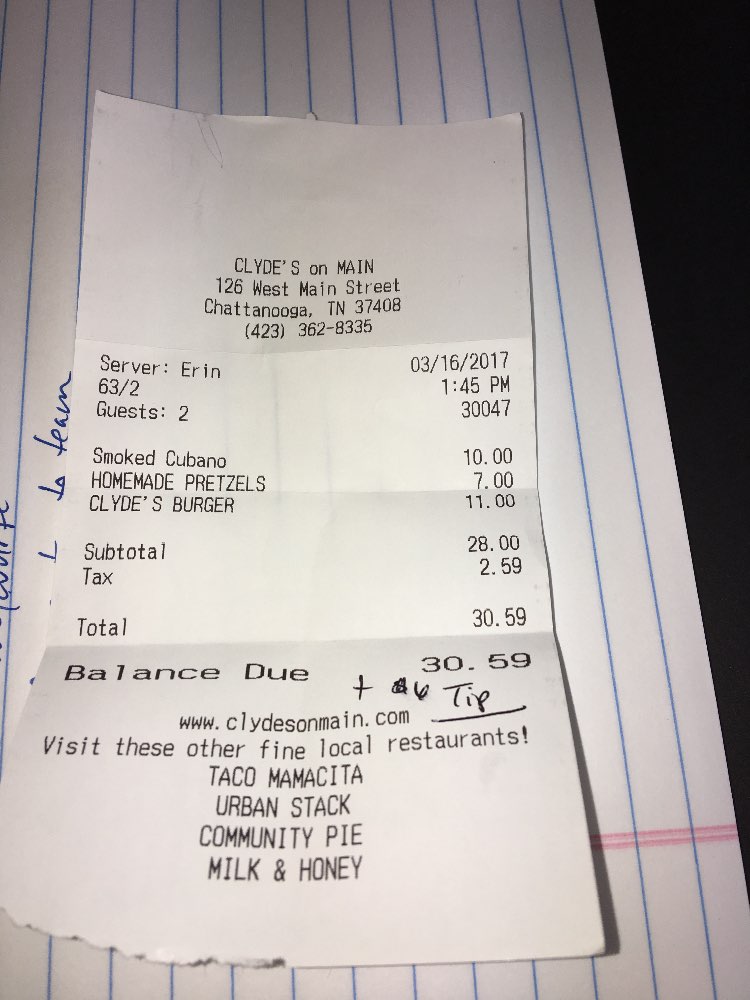 CLYDE'S on MAIN
126 West Main Street
Chattanooga, TN 37408
(423) 362-8335
Server: Erin 03/16/2017
63/2 1:45 PM
Guests: 2 30047
Smoked Cubano 10.00
HOMEMADE PRETZELS 7.00
CLYDE'S BURGER 11.00
Subtotal 28.00
Tax 2.59
Total 30.59
Balance Due 30.59
+ 6 Tip
www.clydesonmain.com
Visit these other fine local restaurants!
TACO MAMACITA
URBAN STACK
COMMUNITY PIE
MILK & HONEY
to team